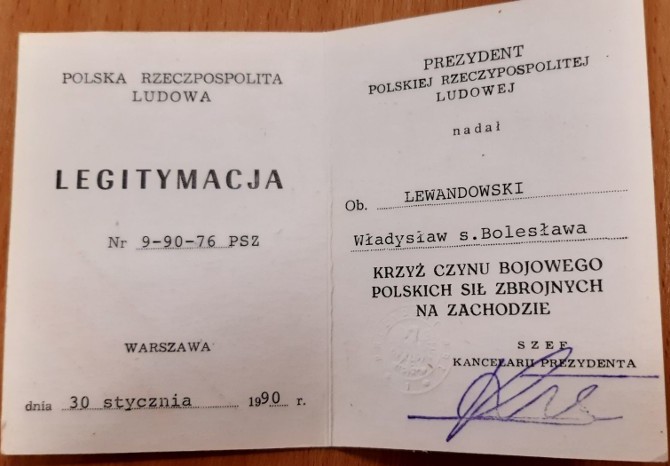 POLSKA RZECZPOSPOLITA
LUDOWA
LEGITYMACJA
Nr 9-90-76 PSZ
WARSZAWA
dnia 30 stycznia 1990 r.
PREZYDENT
POLSKIEJ RZECZYPOSPOLITEJ
LUDOWEJ
nadał
Ob. LEWANDOWSKI
Władysław s.Bolesława
KRZYŻ CZYNU BOJOWEGO
POLSKICH SIŁ ZBROJNYCH
NA ZACHODZIE
SZEF
KANCELARII PREZYDENTA